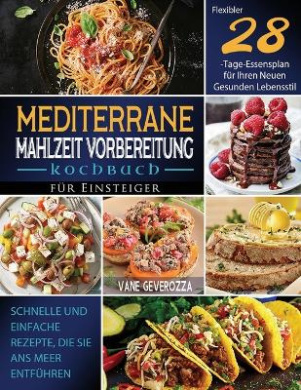 Flexibler
28
-Tage-Essensplan
für Ihren Neuen
Gesunden Lebensstil
MEDITERRANE
MAHLZEIT VORBEREITUNG
kochbuch
FÜR EINSTEIGER
VANE GEVEROZZA
SCHNELLE UND
EINFACHE
REZEPTE, DIE SIE
ANS MEER
ENTFÜHREN